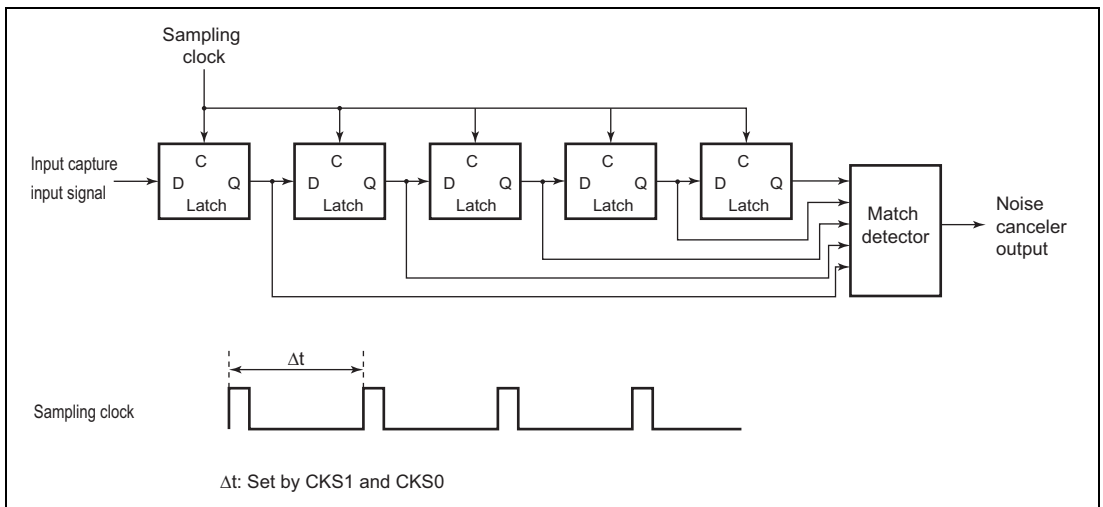 Sampling
clock
Input capture
input signal
C
D Q
Latch
C
D Q
Latch
C
D Q
Latch
C
D Q
Latch
C
D Q
Latch
Match
detector
Noise
canceler
output
Δt
Sampling clock
Δt: Set by CKS1 and CKS0